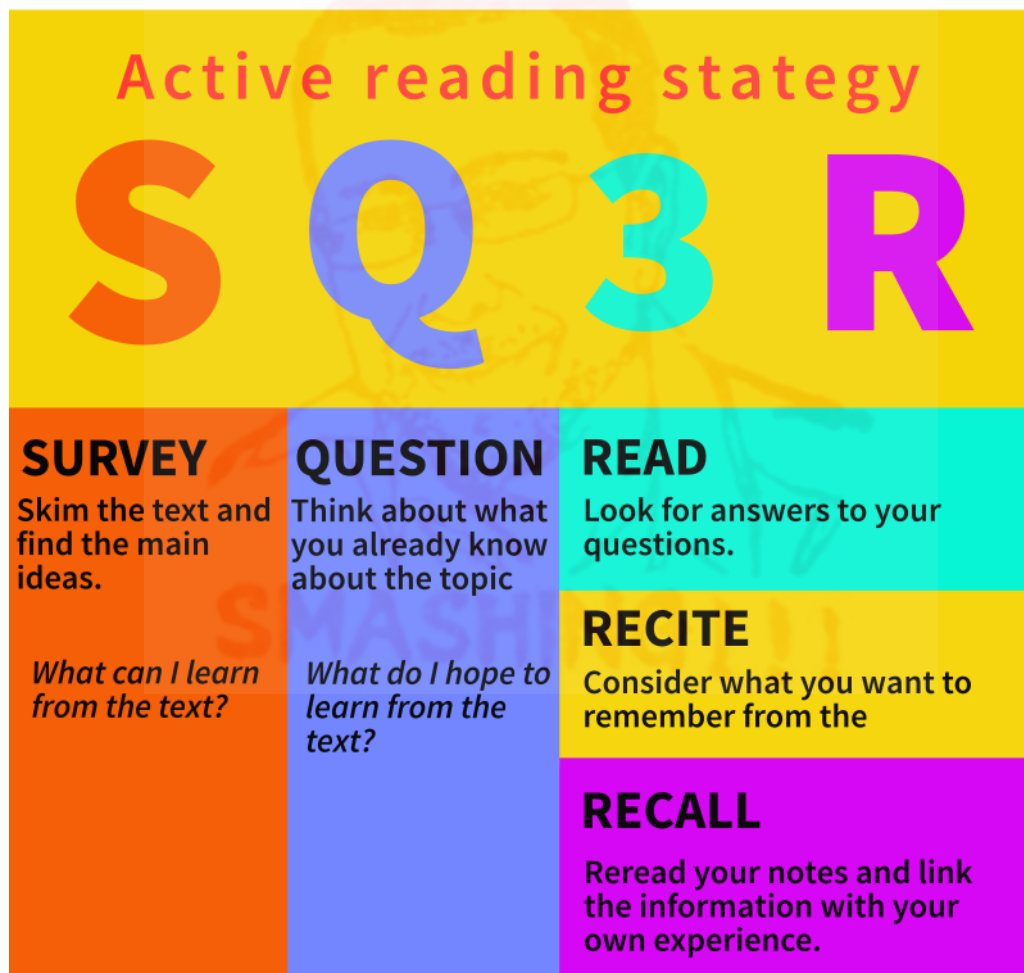 Active reading stategy
S Q 3 R
SURVEY
Skim the text and
find the main
ideas.
What can I learn
from the text?
QUESTION
Think about what
you already know
about the topic
What do I hope to
learn from the
text?
READ
Look for answers to your
questions.
RECITE
Consider what you want to
remember from the
RECALL
Reread your notes and link
the information with your
own experience.
SMASHING!!!